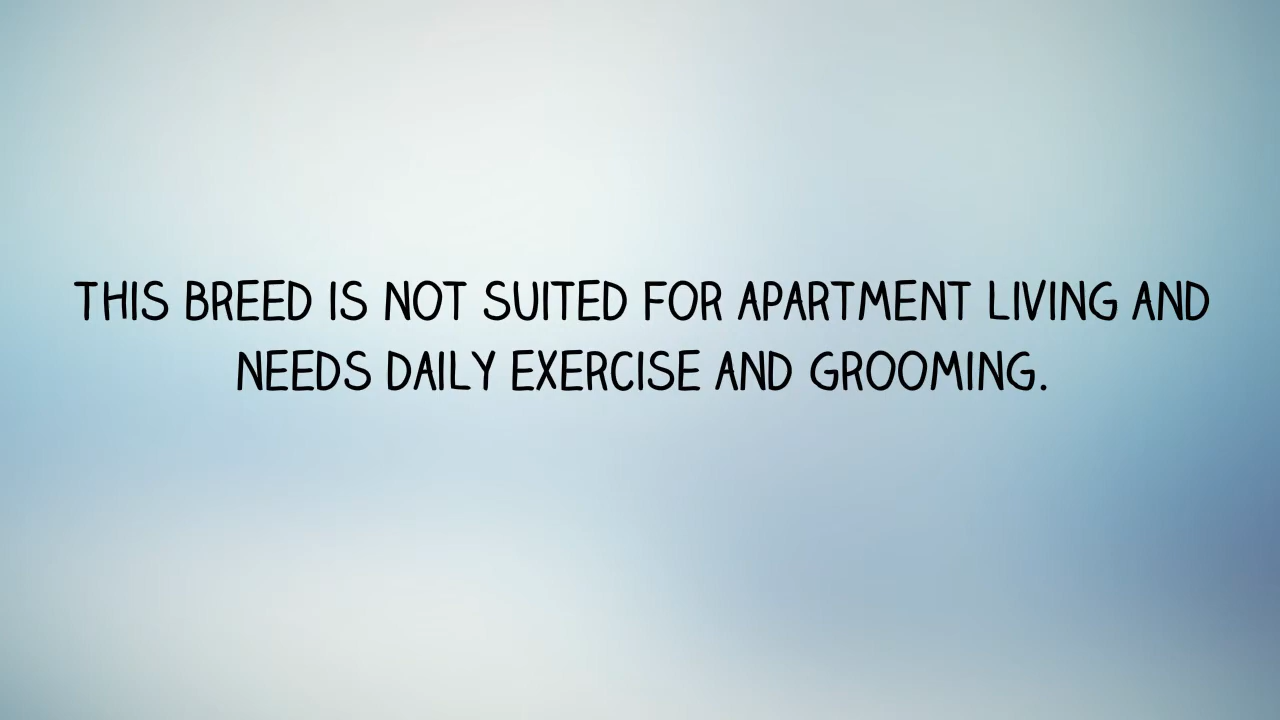 THIS BREED IS NOT SUITED FOR APARTMENT LIVING AND
NEEDS DAILY EXERCISE AND GROOMING.